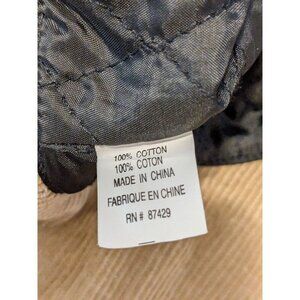 100% COTTON
100% COTON
MADE IN CHINA
FABRIQUE EN CHINE
RN# 87429